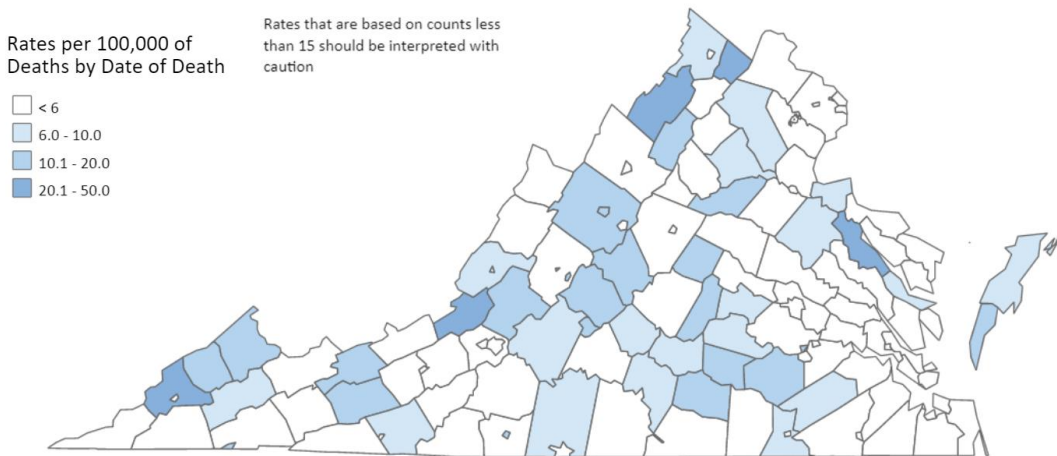 Rates per 100,000 of
Deaths by Date of Death
< 6
6.0 - 10.0
10.1 - 20.0
20.1 - 50.0
Rates that are based on counts less
than 15 should be interpreted with
caution